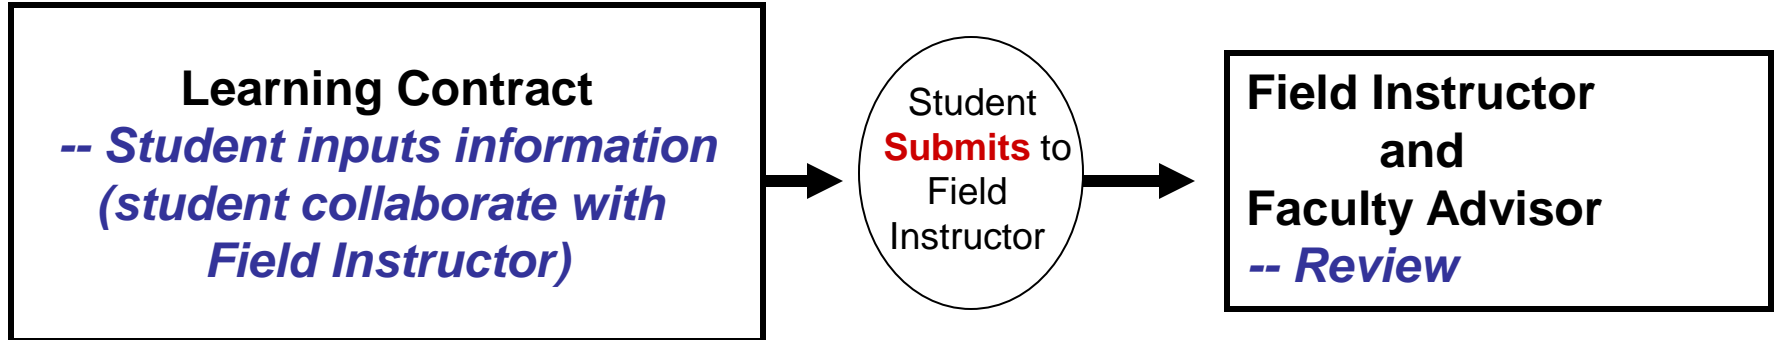 Learning Contract
-- Student inputs information
(student collaborate with
Field Instructor)
Student
Submits to
Field
Instructor
Field Instructor
and
Faculty Advisor
-- Review